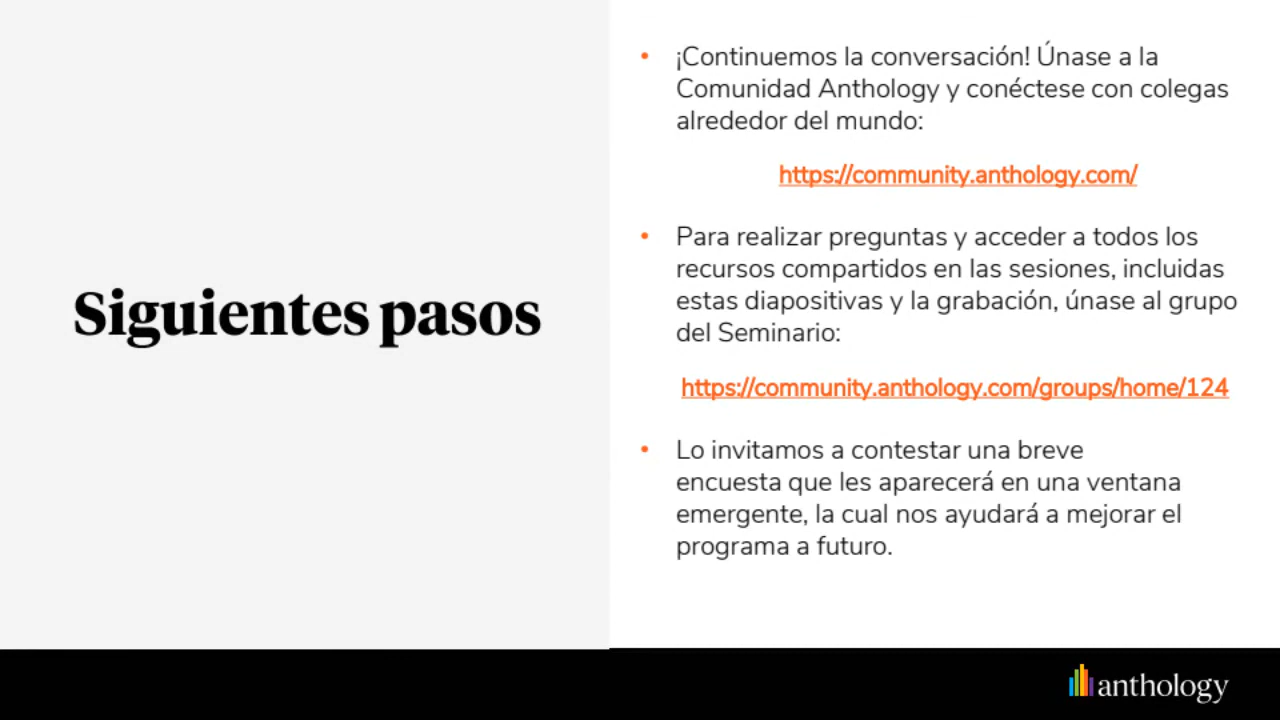 Siguientes pasos
• ¡Continuemos la conversación! Únase a la
Comunidad Anthology y conéctese con colegas
alrededor del mundo:
https://community.anthology.com/
• Para realizar preguntas y acceder a todos los
recursos compartidos en las sesiones, incluidas
estas diapositivas y la grabación, únase al grupo
del Seminario:
https://community.anthology.com/groups/home/124
• Lo invitamos a contestar una breve
encuesta que les aparecerá en una ventana
emergente, la cual nos ayudará a mejorar el
programa a futuro.
anthology